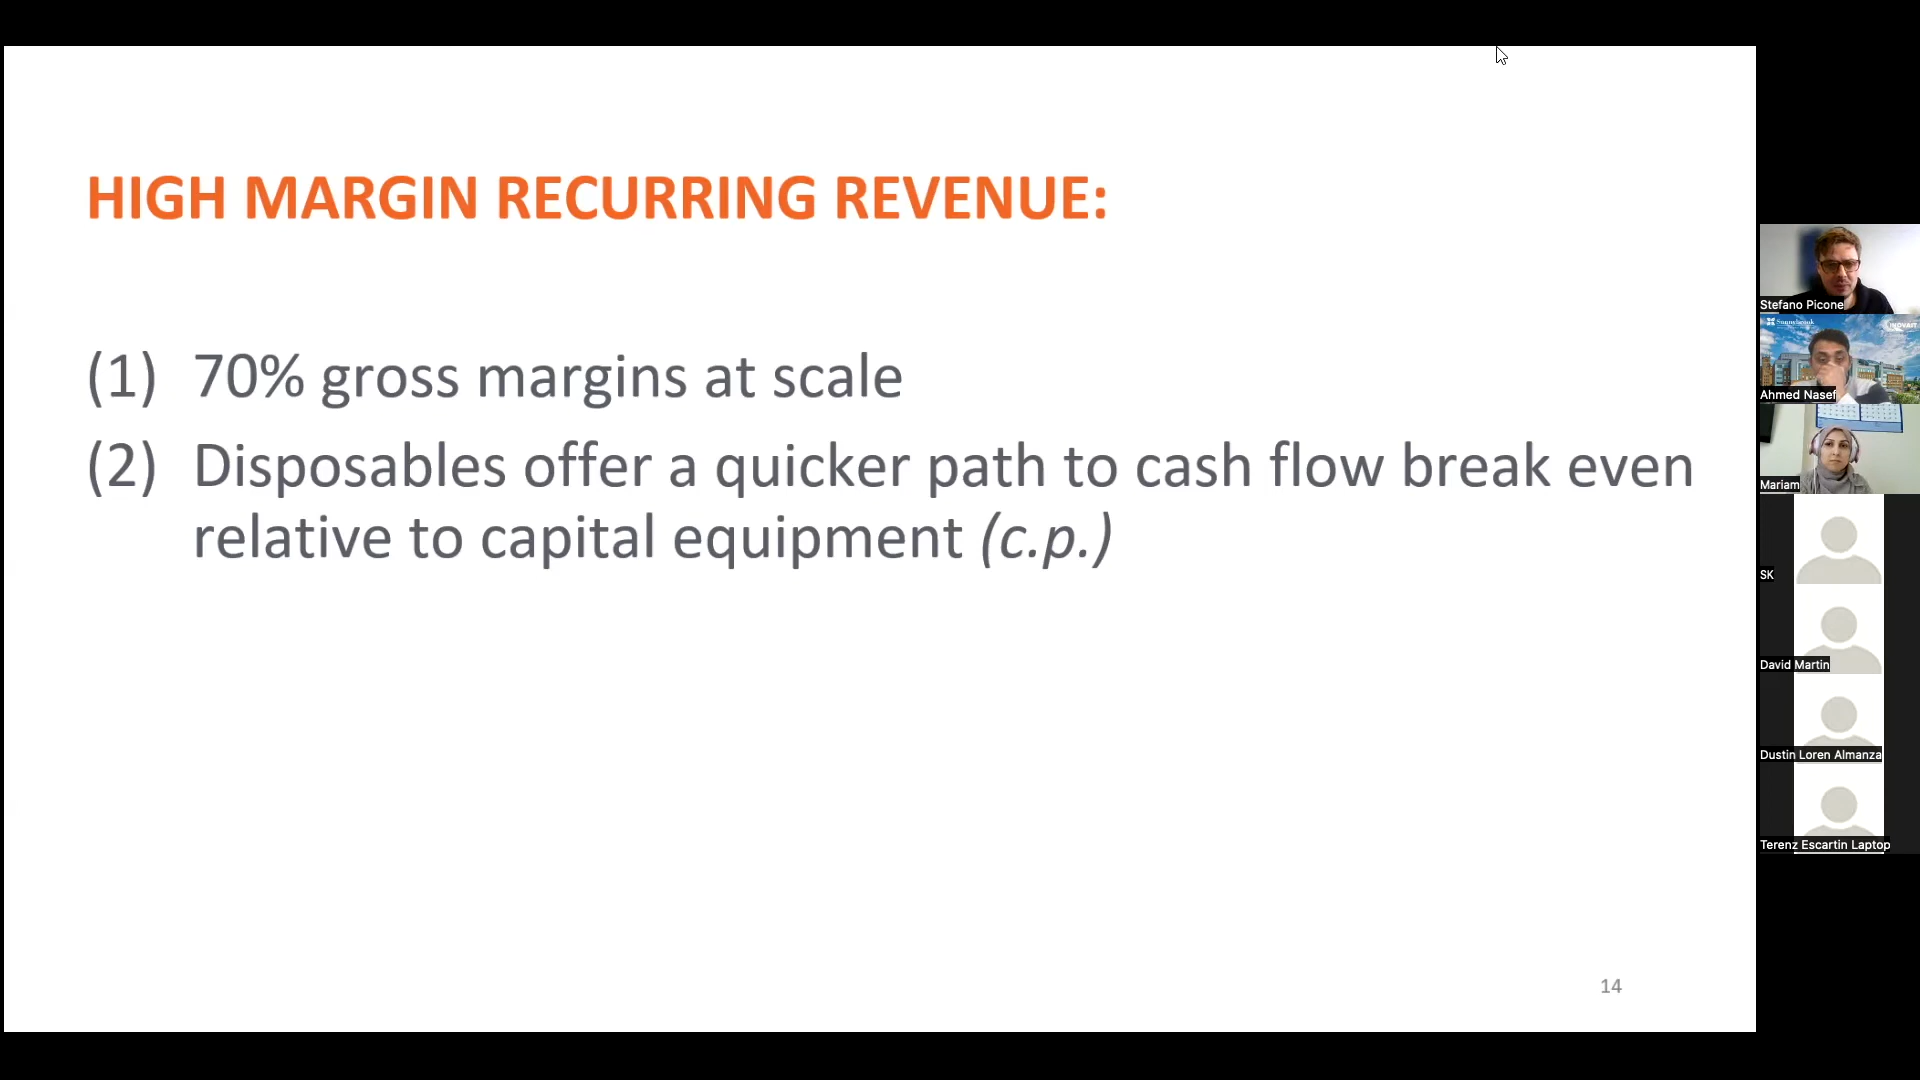 HIGH MARGIN RECURRING REVENUE:
(1) 70% gross margins at scale
(2) Disposables offer a quicker path to cash flow break even
relative to capital equipment (c.p.)
14
Stefano Picone
Sunnybrook
INOVAIT
Ahmed Nasef
Mariam
SK
David Martin
Dustin Loren Almanza
Terenz Escartin Laptop